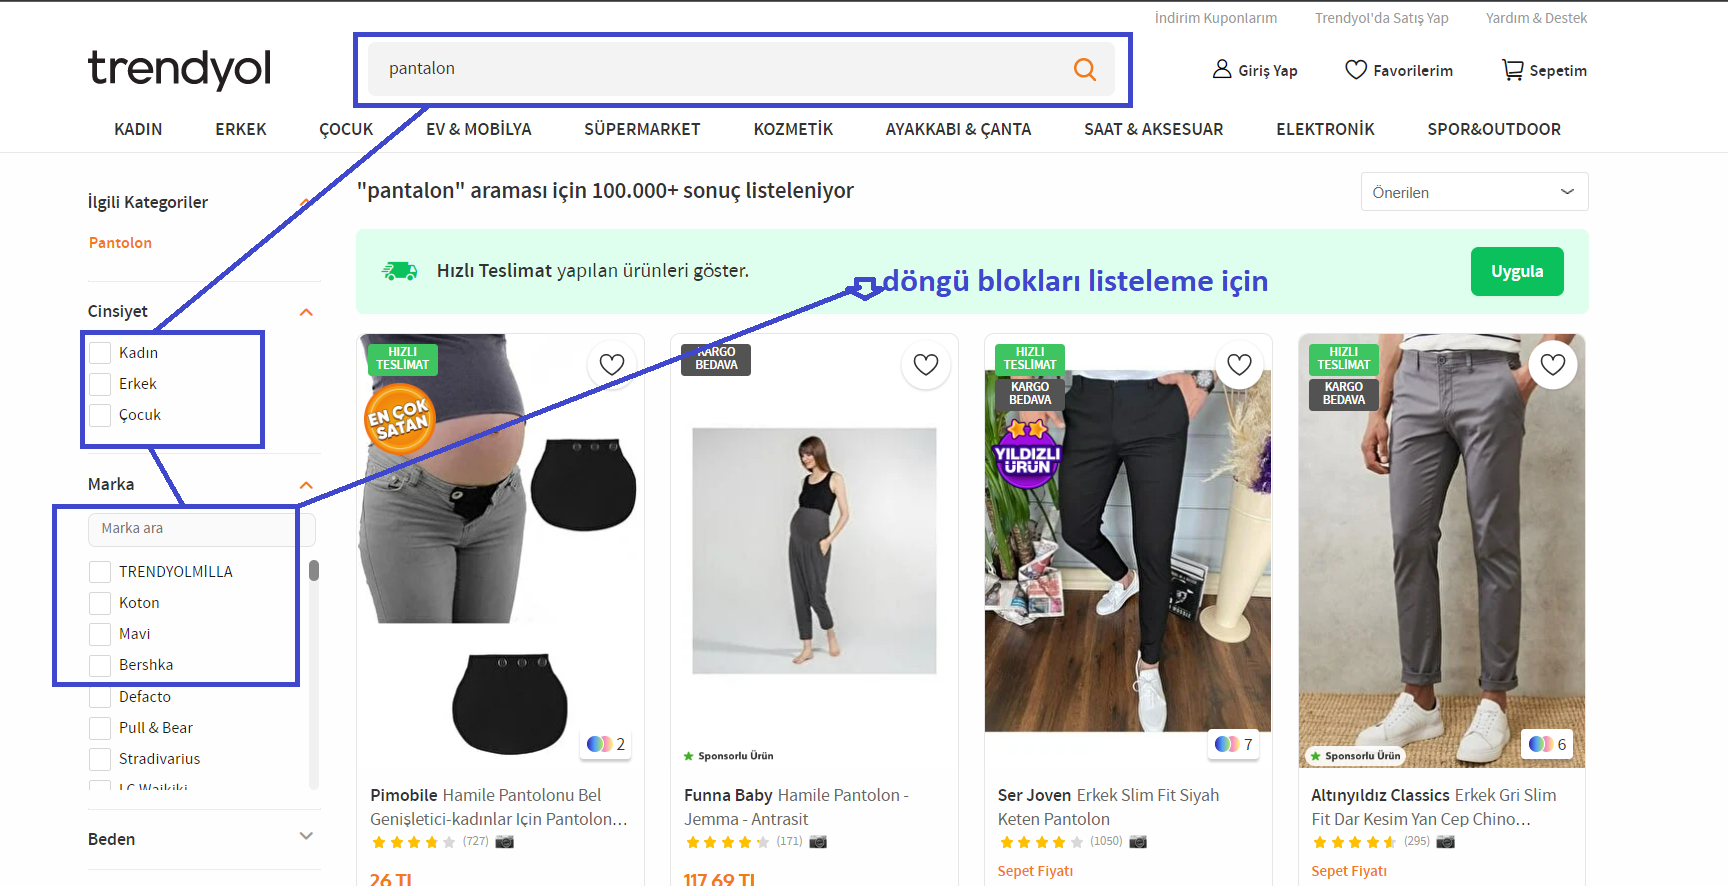 İndirim Kuponlarım Trendyol'da Satış Yap Yardım & Destek
trendyol
pantalon
Giriş Yap Favorilerim Sepetim
KADIN ERKEK ÇOCUK EV & MOBİLYA SÜPERMARKET KOZMETİK AYAKKABI & ÇANTA SAAT & AKSESUAR ELEKTRONİK SPOR&OUTDOOR
İlgili Kategoriler
Pantolon
Cinsiyet
Kadın
Erkek
Çocuk
Marka
Marka ara
TRENDYOLMİLLA
Koton
Mavi
Bershka
Defacto
Pull & Bear
Stradivarius
LC Waikiki
Beden
"pantalon" araması için 100.000+ sonuç listeleniyor
Önerilen
Hızlı Teslimat yapılan ürünleri göster.
Uygula
döngü blokları listeleme için
HIZLI
TESLİMAT
EN ÇOK
SATAN
2
Pimobile Hamile Pantolonu Bel
Genişletici-kadınlar Için Pantolon...
(727)
26 TL
KARGO
BEDAVA
Sponsorlu Ürün
Funna Baby Hamile Pantolon -
Jemma - Antrasit
(171)
117,69 TL
HIZLI
TESLİMAT
KARGO
BEDAVA
YILDIZLI
ÜRÜN
7
Ser Joven Erkek Slim Fit Siyah
Keten Pantolon
(1050)
Sepet Fiyatı
HIZLI
TESLİMAT
KARGO
BEDAVA
6
Sponsorlu Ürün
Altınyıldız Classics Erkek Gri Slim
Fit Dar Kesim Yan Cep Chino...
(295)
Sepet Fiyatı